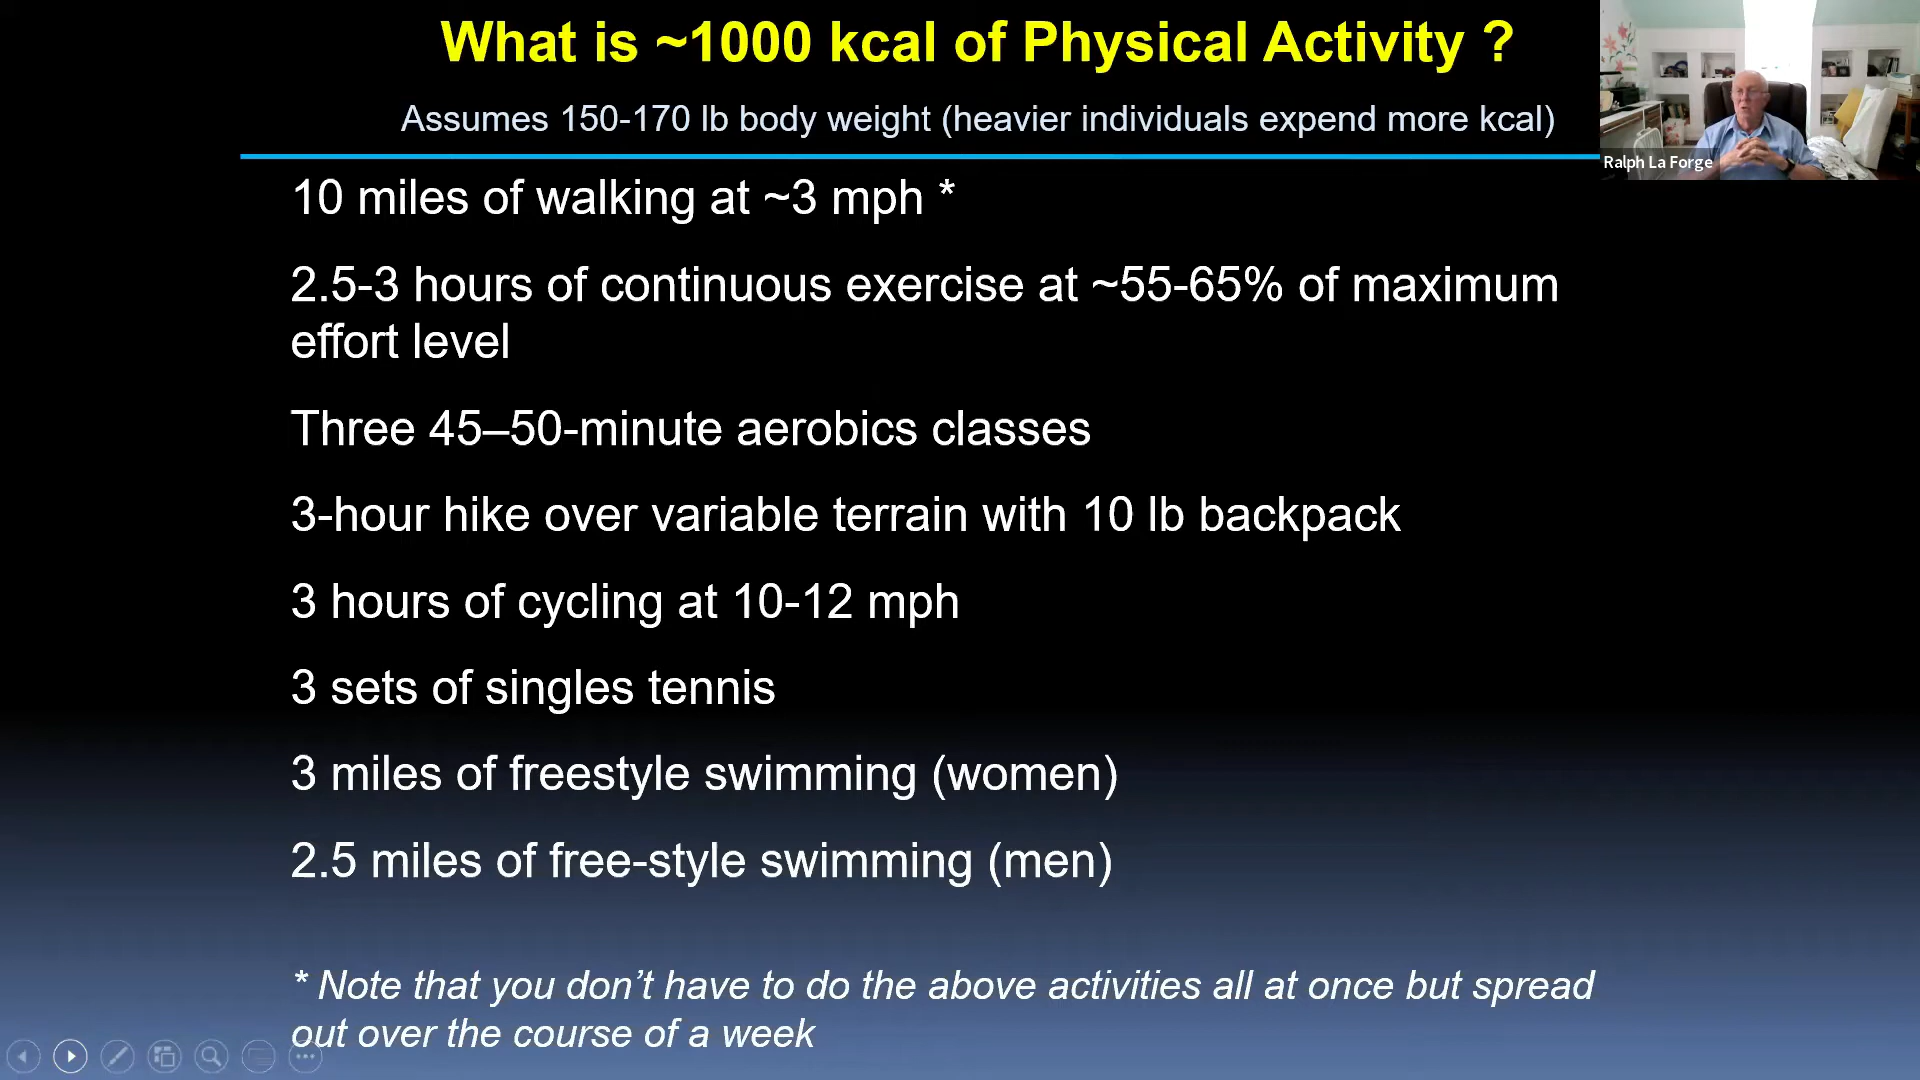 What is ~1000 kcal of Physical Activity ?
Assumes 150-170 lb body weight (heavier individuals expend more kcal)
Ralph La Forge
10 miles of walking at ~3 mph *
2.5-3 hours of continuous exercise at ~55-65% of maximum
effort level
Three 45–50-minute aerobics classes
3-hour hike over variable terrain with 10 lb backpack
3 hours of cycling at 10-12 mph
3 sets of singles tennis
3 miles of freestyle swimming (women)
2.5 miles of free-style swimming (men)
* Note that you don’t have to do the above activities all at once but spread
out over the course of a week